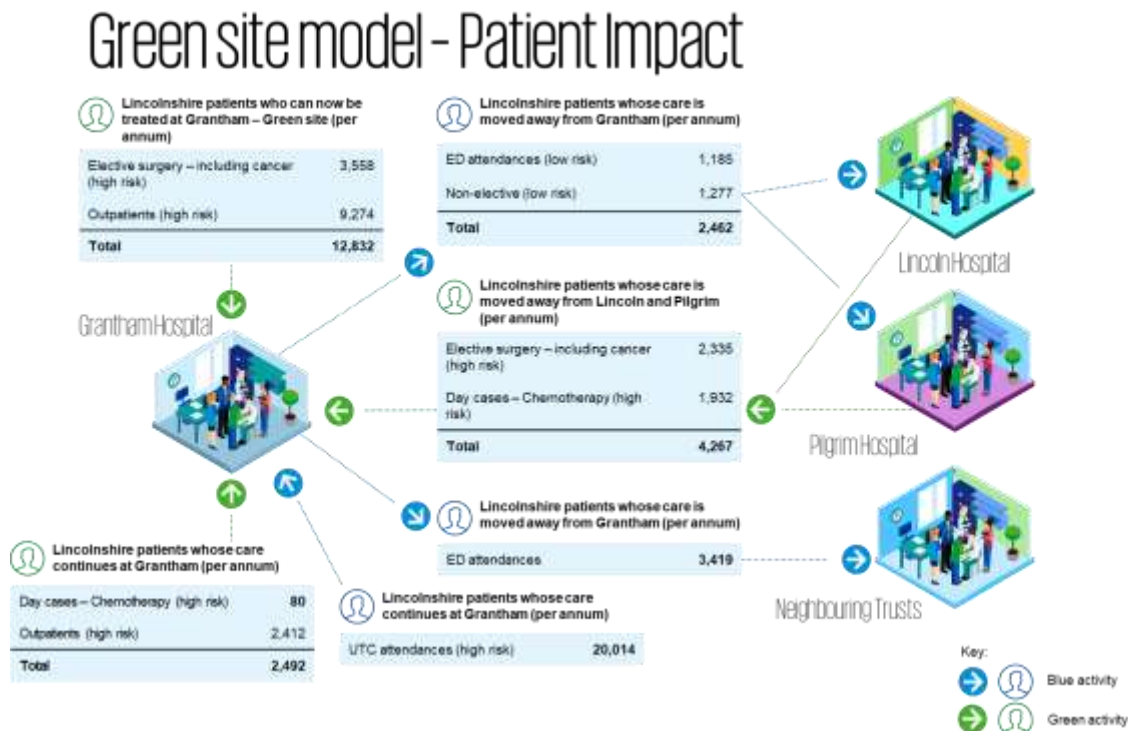 Green site model – Patient Impact
Lincolnshire patients who can now be
treated at Grantham – Green site (per
annum)
Elective surgery – including cancer 3,558
(high risk)
Outpatients (high risk) 9,274
Total 12,832
Lincolnshire patients whose care is
moved away from Grantham (per annum)
ED attendances (low risk) 1,185
Non-elective (low risk) 1,277
Total 2,462
Lincoln Hospital
Grantham Hospital
Lincolnshire patients whose care is
moved away from Lincoln and Pilgrim
(per annum)
Elective surgery – including cancer 2,335
(high risk)
Day cases – Chemotherapy (high 1,932
risk)
Total 4,267
Pilgrim Hospital
Lincolnshire patients whose care is
moved away from Grantham (per annum)
ED attendances 3,419
Neighbouring Trusts
Lincolnshire patients whose care
continues at Grantham (per annum)
Day cases – Chemotherapy (high risk) 80
Outpatients (high risk) 2,412
Total 2,492
Lincolnshire patients whose care
continues at Grantham (per annum)
UTC attendances (high risk) 20,014
Key:
Blue activity
Green activity